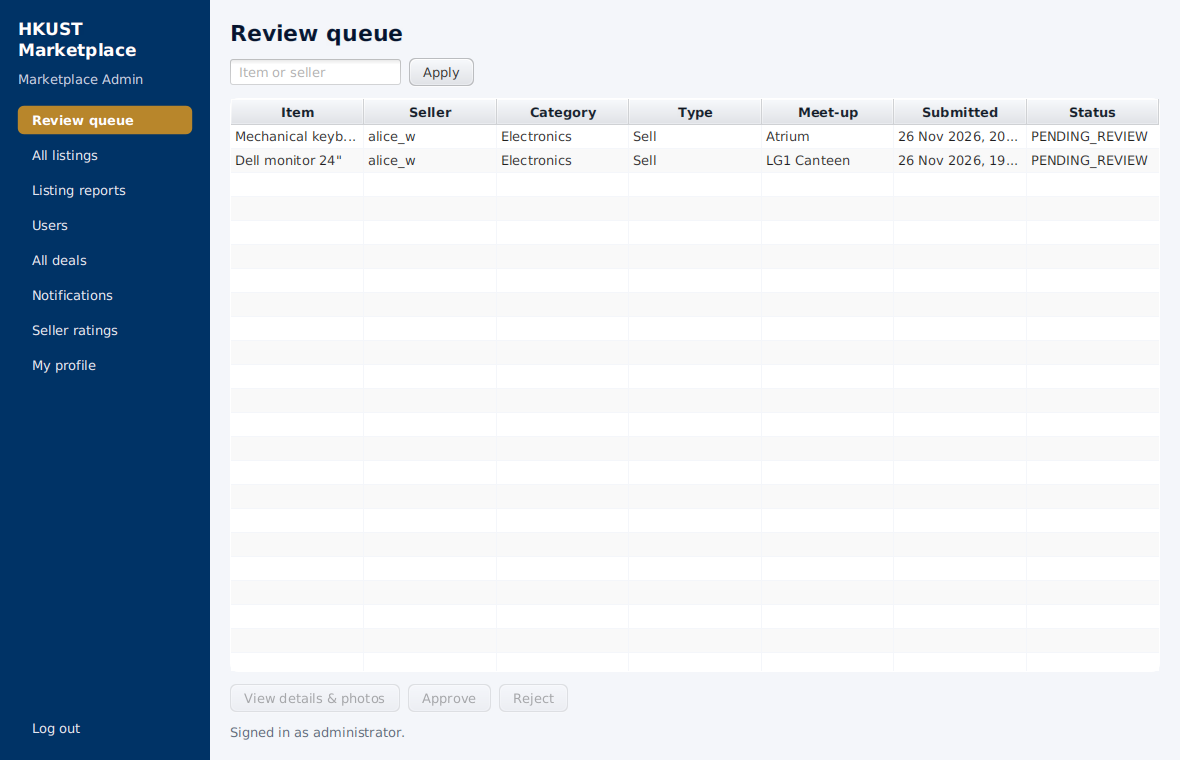 HKUST
Marketplace
Marketplace Admin
Review queue
All listings
Listing reports
Users
All deals
Notifications
Seller ratings
My profile
Log out
Review queue
Item or seller Apply
Item Seller Category Type Meet-up Submitted Status
Mechanical keyb... alice_w Electronics Sell Atrium 26 Nov 2026, 20... PENDING_REVIEW
Dell monitor 24" alice_w Electronics Sell LG1 Canteen 26 Nov 2026, 19... PENDING_REVIEW
View details & photos Approve Reject
Signed in as administrator.